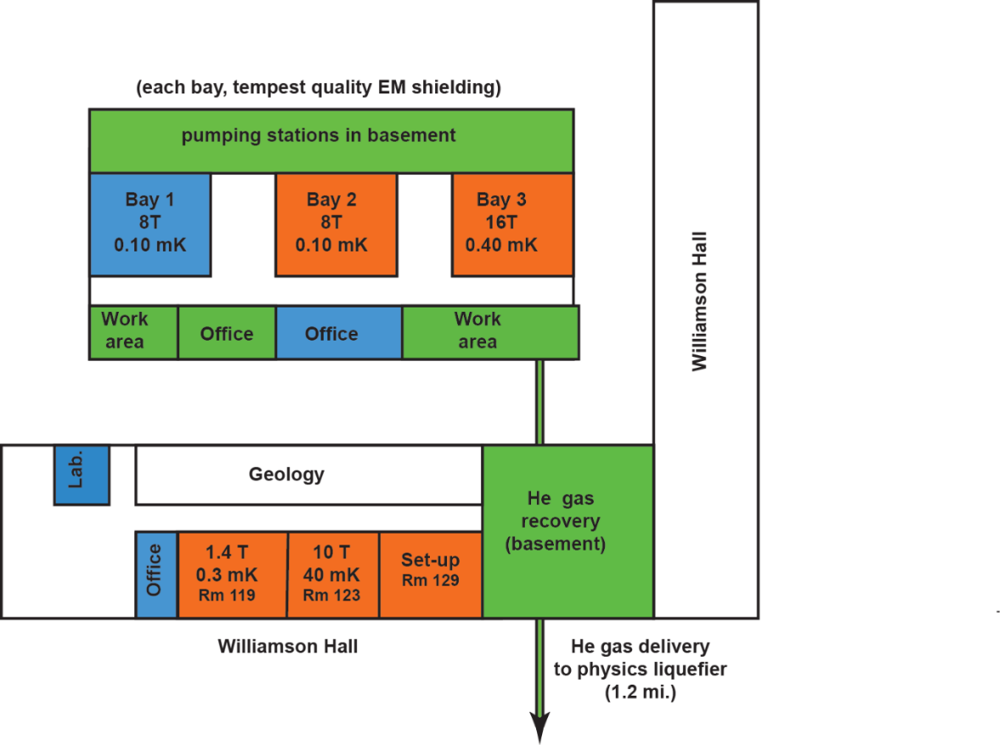 (each bay, tempest quality EM shielding)
pumping stations in basement
Bay 1
8T
0.10 mK
Bay 2
8T
0.10 mK
Bay 3
16T
0.40 mK
Work
area
Office
Office
Work
area
Williamson Hall
Lab.
Geology
He gas
recovery
(basement)
Office
1.4 T
0.3 mK
Rm 119
10 T
40 mK
Rm 123
Set-up
Rm 129
Williamson Hall
He gas delivery
to physics liquefier
(1.2 mi.)
-